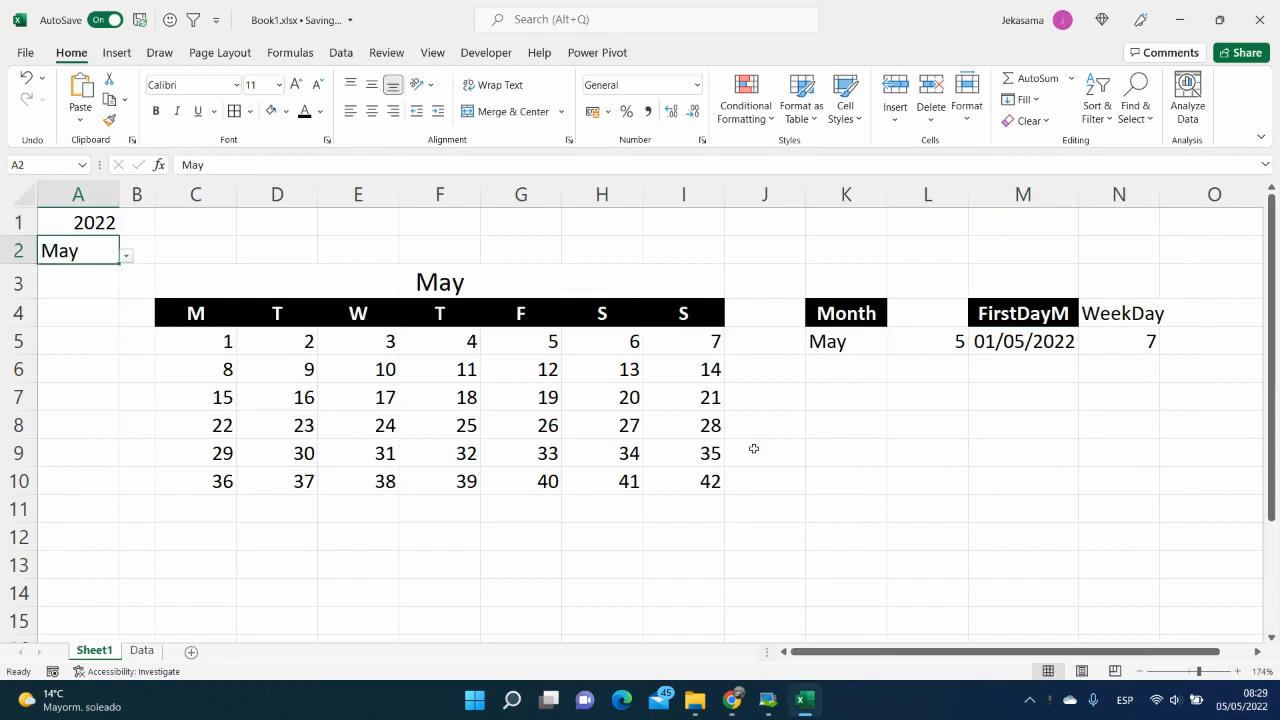 AutoSave On Book1.xlsx • Saving... Search (Alt+Q) Jekasama J
File Home Insert Draw Page Layout Formulas Data Review View Developer Help Power Pivot Comments Share
Paste Calibri 11 A A Wrap Text General Conditional Formatting Format as Table Cell Styles Insert Delete Format AutoSum Fill Clear Sort & Filter Find & Select Analyze Data
B I U A Merge & Center % ,
Undo Clipboard Font Alignment Number Styles Cells Editing Analysis
A2 fx May
A B C D E F G H I J K L M N O
1 2022
2 May
3 May
4 M T W T F S S Month FirstDayM WeekDay
5 1 2 3 4 5 6 7 May 5 01/05/2022 7
6 8 9 10 11 12 13 14
7 15 16 17 18 19 20 21
8 22 23 24 25 26 27 28
9 29 30 31 32 33 34 35
10 36 37 38 39 40 41 42
11
12
13
14
15
Sheet1 Data
Ready Accessibility: Investigate 174%
14°C
Mayorm. soleado
45
ESP
08:29
05/05/2022